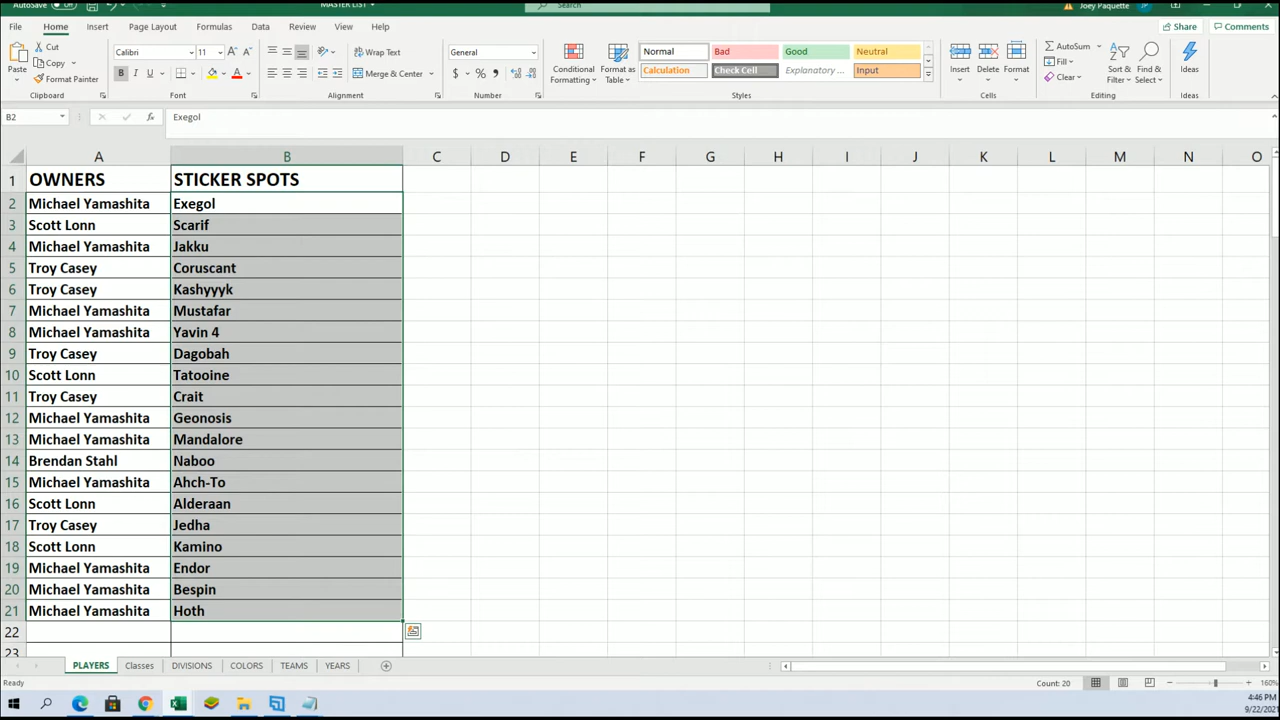 AutoSave
MASTER LIST
Search
Joey Paquette
File Home Insert Page Layout Formulas Data Review View Help
Share Comments
Cut
Copy
Format Painter
Paste
Calibri 11
Wrap Text
Merge & Center
General
Conditional Formatting
Format as Table
Normal Bad Good Neutral
Calculation Check Cell Explanatory ... Input
Insert Delete Format
AutoSum
Fill
Clear
Sort & Filter
Find & Select
Ideas
Clipboard Font Alignment Number Styles Cells Editing Ideas
B2 Exegol
A B C D E F G H I J K L M N O
1 OWNERS STICKER SPOTS
2 Michael Yamashita Exegol
3 Scott Lonn Scarif
4 Michael Yamashita Jakku
5 Troy Casey Coruscant
6 Troy Casey Kashyyyk
7 Michael Yamashita Mustafar
8 Michael Yamashita Yavin 4
9 Troy Casey Dagobah
10 Scott Lonn Tatooine
11 Troy Casey Crait
12 Michael Yamashita Geonosis
13 Michael Yamashita Mandalore
14 Brendan Stahl Naboo
15 Michael Yamashita Ahch-To
16 Scott Lonn Alderaan
17 Troy Casey Jedha
18 Scott Lonn Kamino
19 Michael Yamashita Endor
20 Michael Yamashita Bespin
21 Michael Yamashita Hoth
22
23
PLAYERS Classes DIVISIONS COLORS TEAMS YEARS
Ready Count: 20 160%
4:46 PM